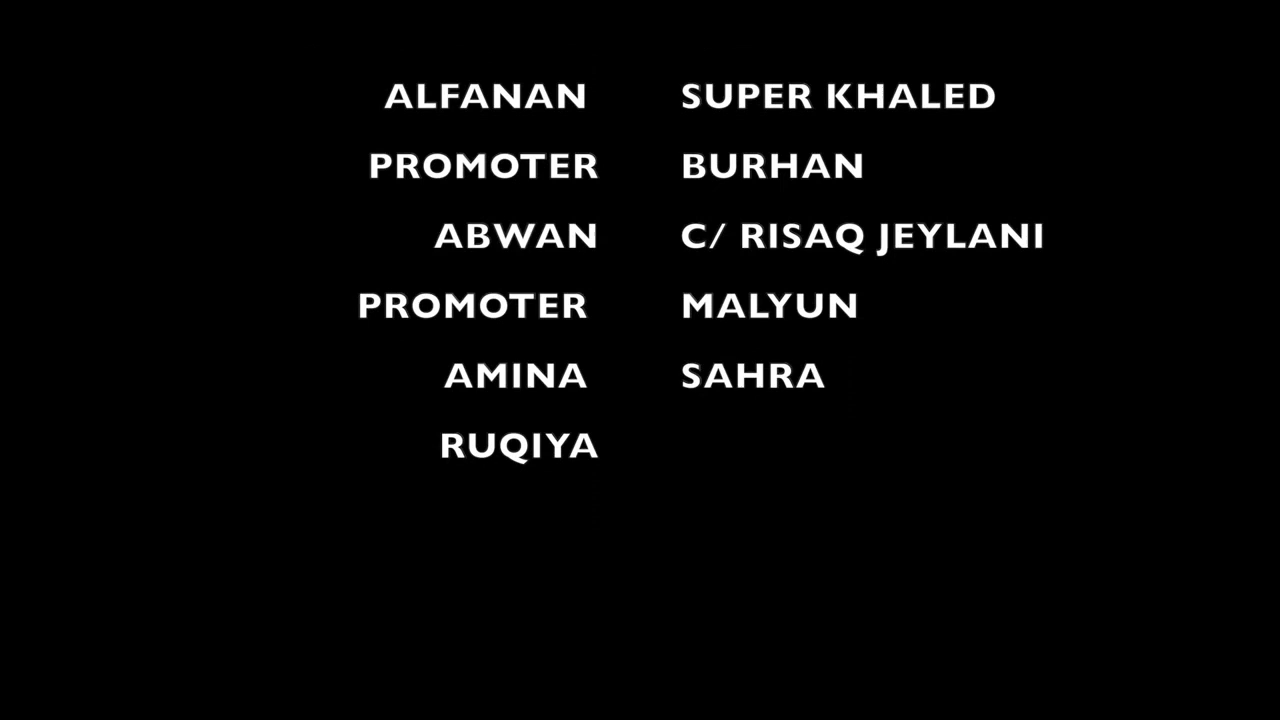 ALFANAN SUPER KHALED
PROMOTER BURHAN
ABWAN C/ RISAQ JEYLANI
PROMOTER MALYUN
AMINA SAHRA
RUQIYA